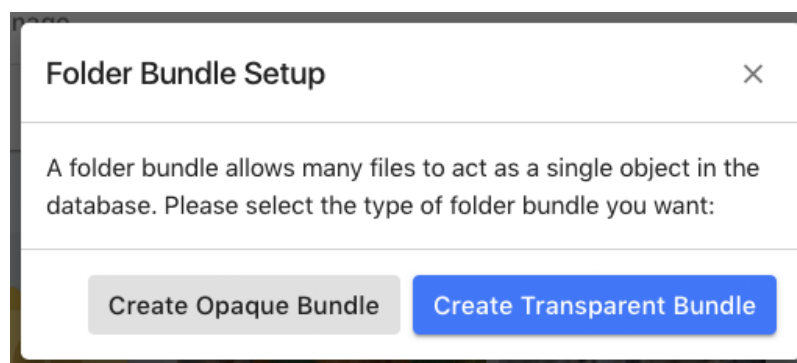 Folder Bundle Setup
A folder bundle allows many files to act as a single object in the
database. Please select the type of folder bundle you want:
Create Opaque Bundle
Create Transparent Bundle